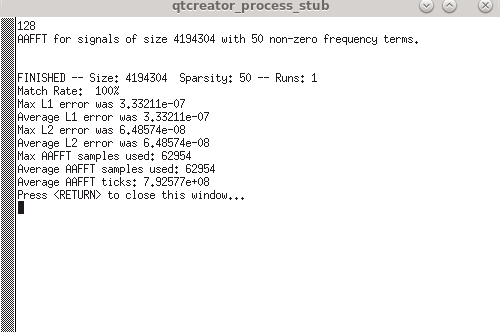 qtcreator_process_stub
128
AAFFT for signals of size 4194304 with 50 non-zero frequency terms.
FINISHED -- Size: 4194304  Sparsity: 50 -- Runs: 1
Match Rate:  100%
Max L1 error was 3.33211e-07
Average L1 error was 3.33211e-07
Max L2 error was 6.48574e-08
Average L2 error was 6.48574e-08
Max AAFFT samples used: 62954
Average AAFFT samples used: 62954
Average AAFFT ticks: 7.92577e+08
Press <RETURN> to close this window...